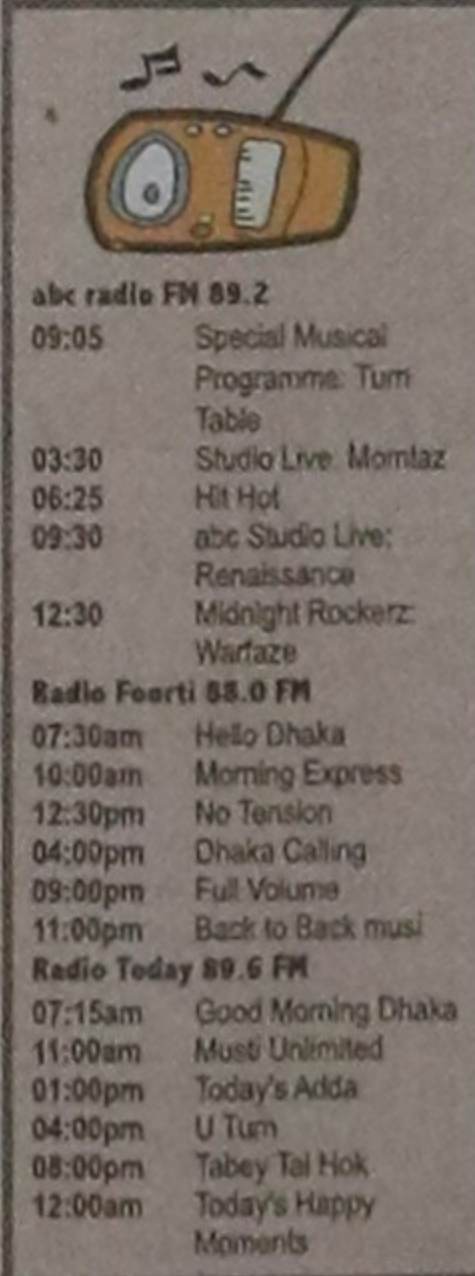 abc radio FM 89.2
09:05 Special Musical
Programme: Turn
Table
03:30 Studio Live: Momtaz
06:25 Hit Hot
09:30 abc Studio Live:
Renaissance
12:30 Midnight Rockerz:
Warfaze
Radio Foorti 88.0 FM
07:30am Hello Dhaka
10:00am Morning Express
12:30pm No Tension
04:00pm Dhaka Calling
09:00pm Full Volume
11:00pm Back to Back musi
Radio Today 89.6 FM
07:15am Good Morning Dhaka
11:00am Musti Unlimited
01:00pm Today's Adda
04:00pm U Turn
08:00pm Tabey Tai Hok
12:00am Today's Happy
Moments